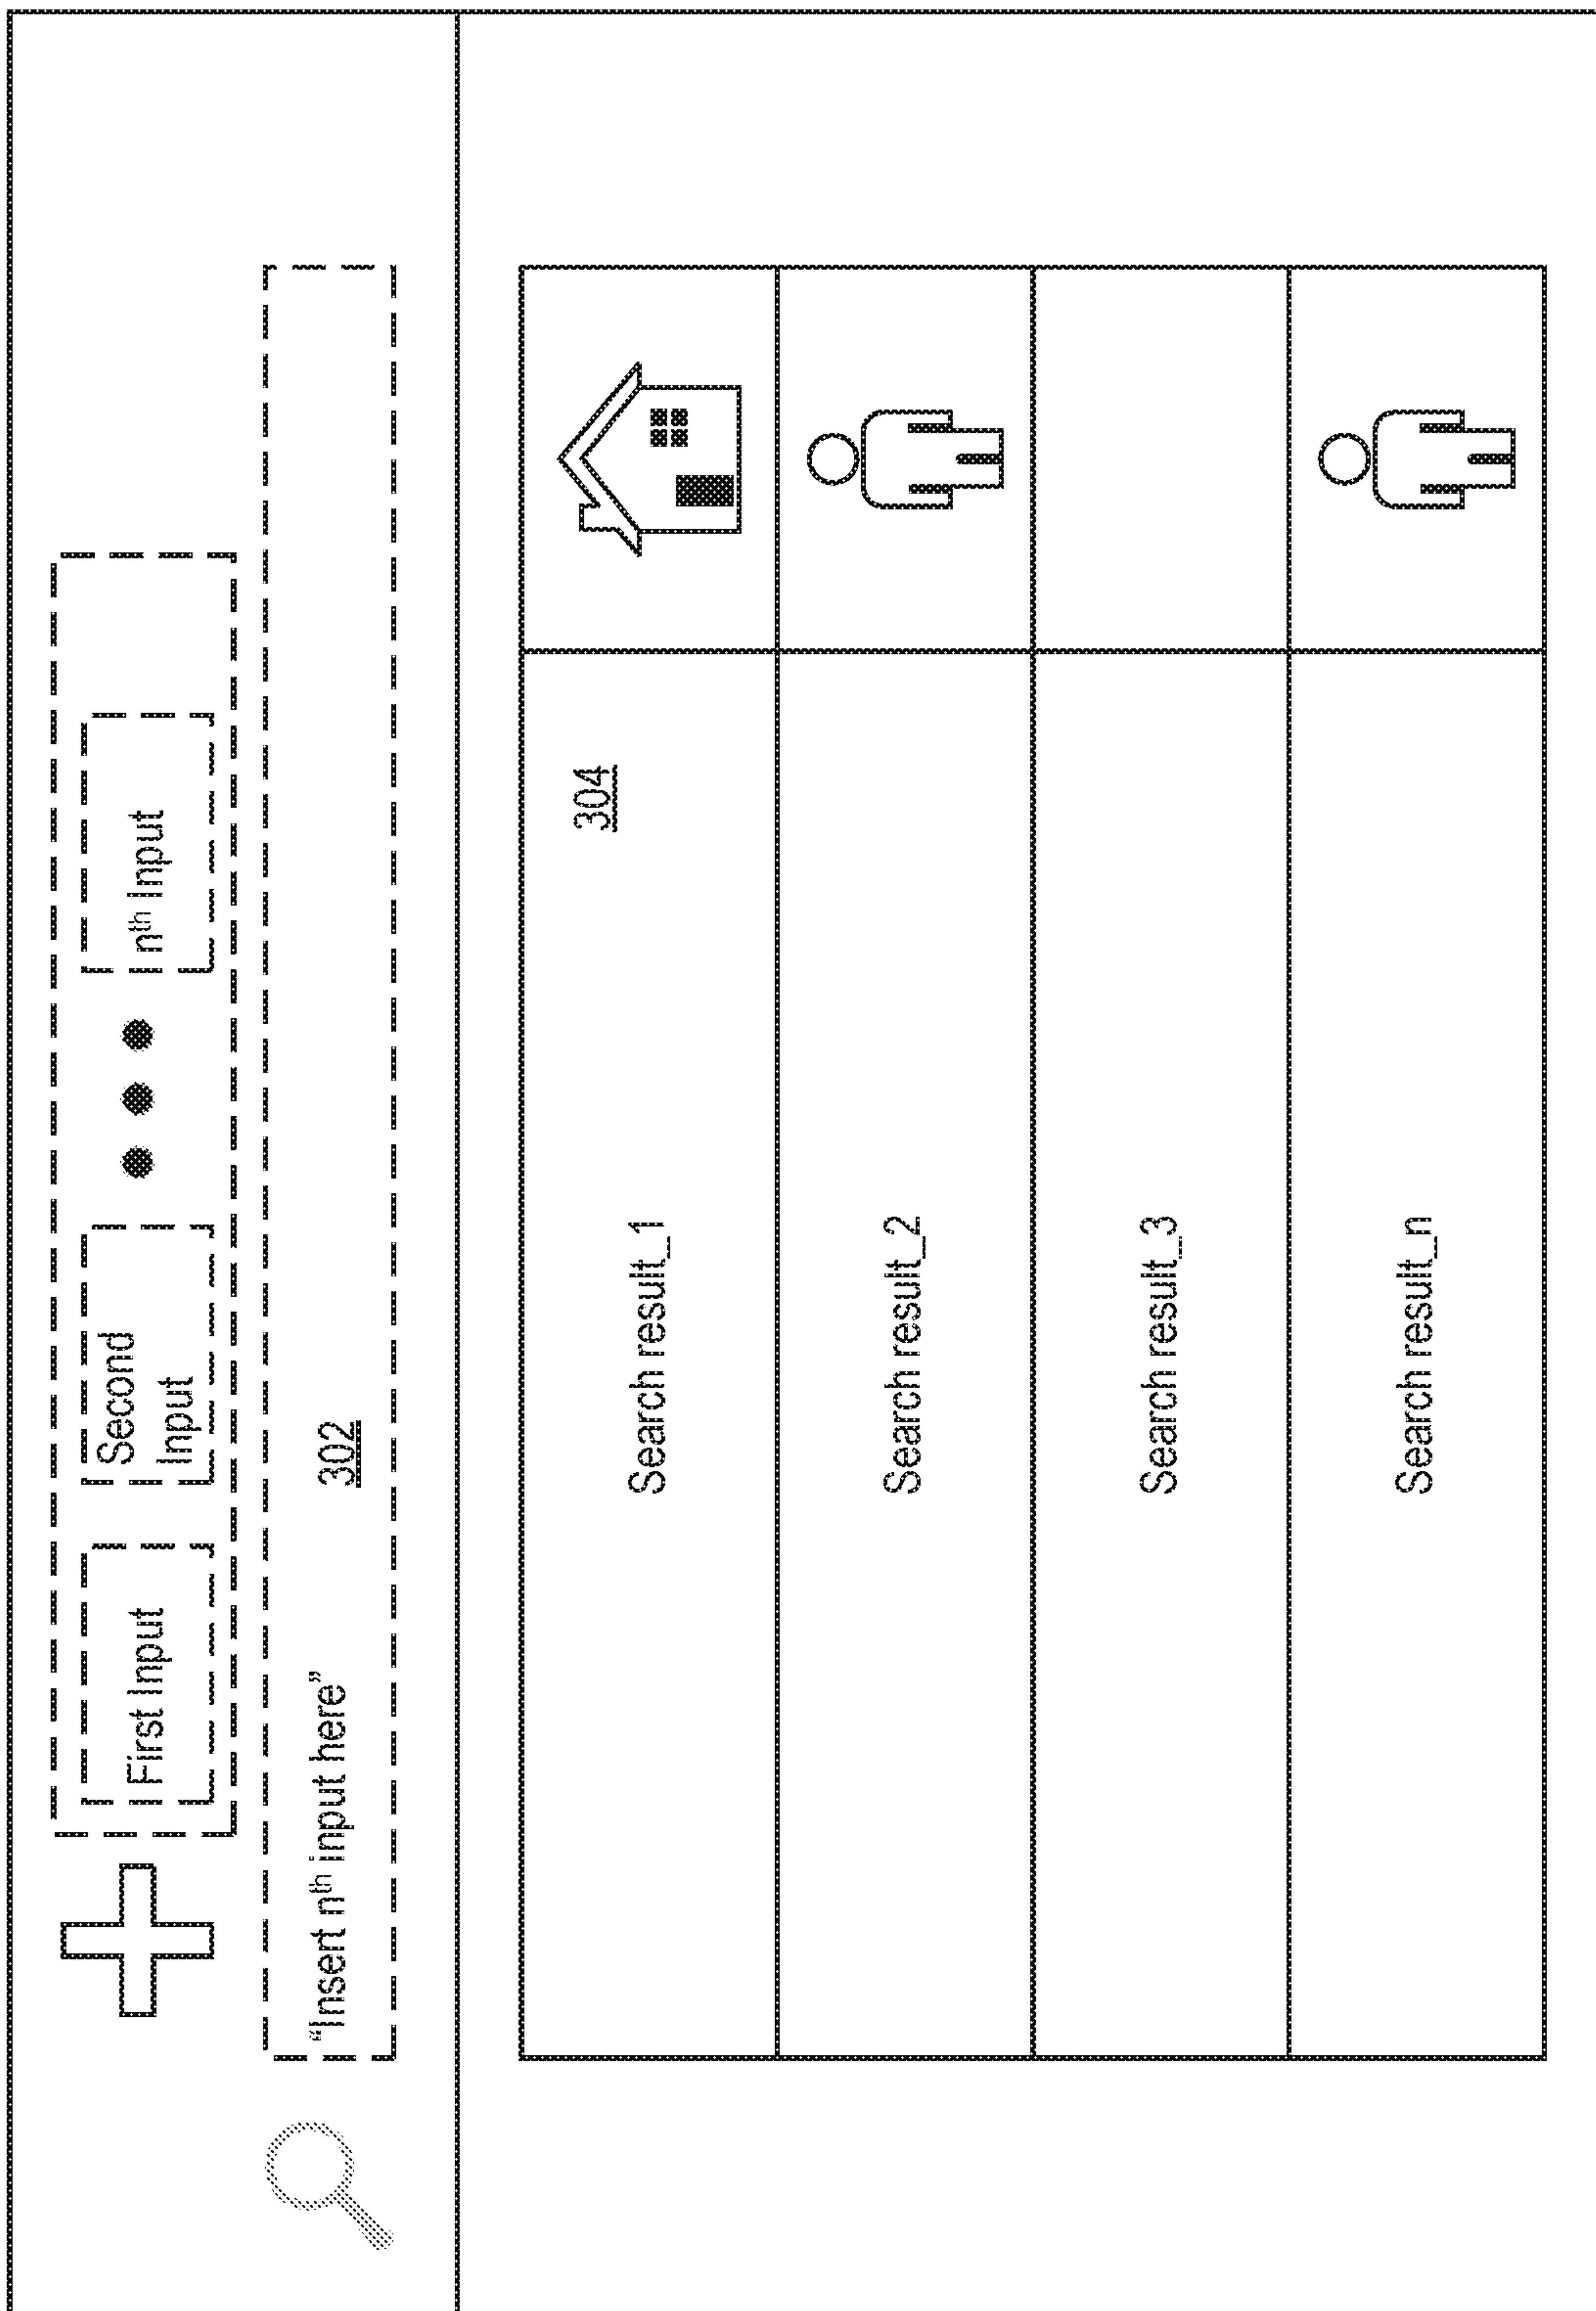 First Input
Second
Input
nth Input
“Insert nth input here”
302
304
Search result_1
Search result_2
Search result_3
Search result_n